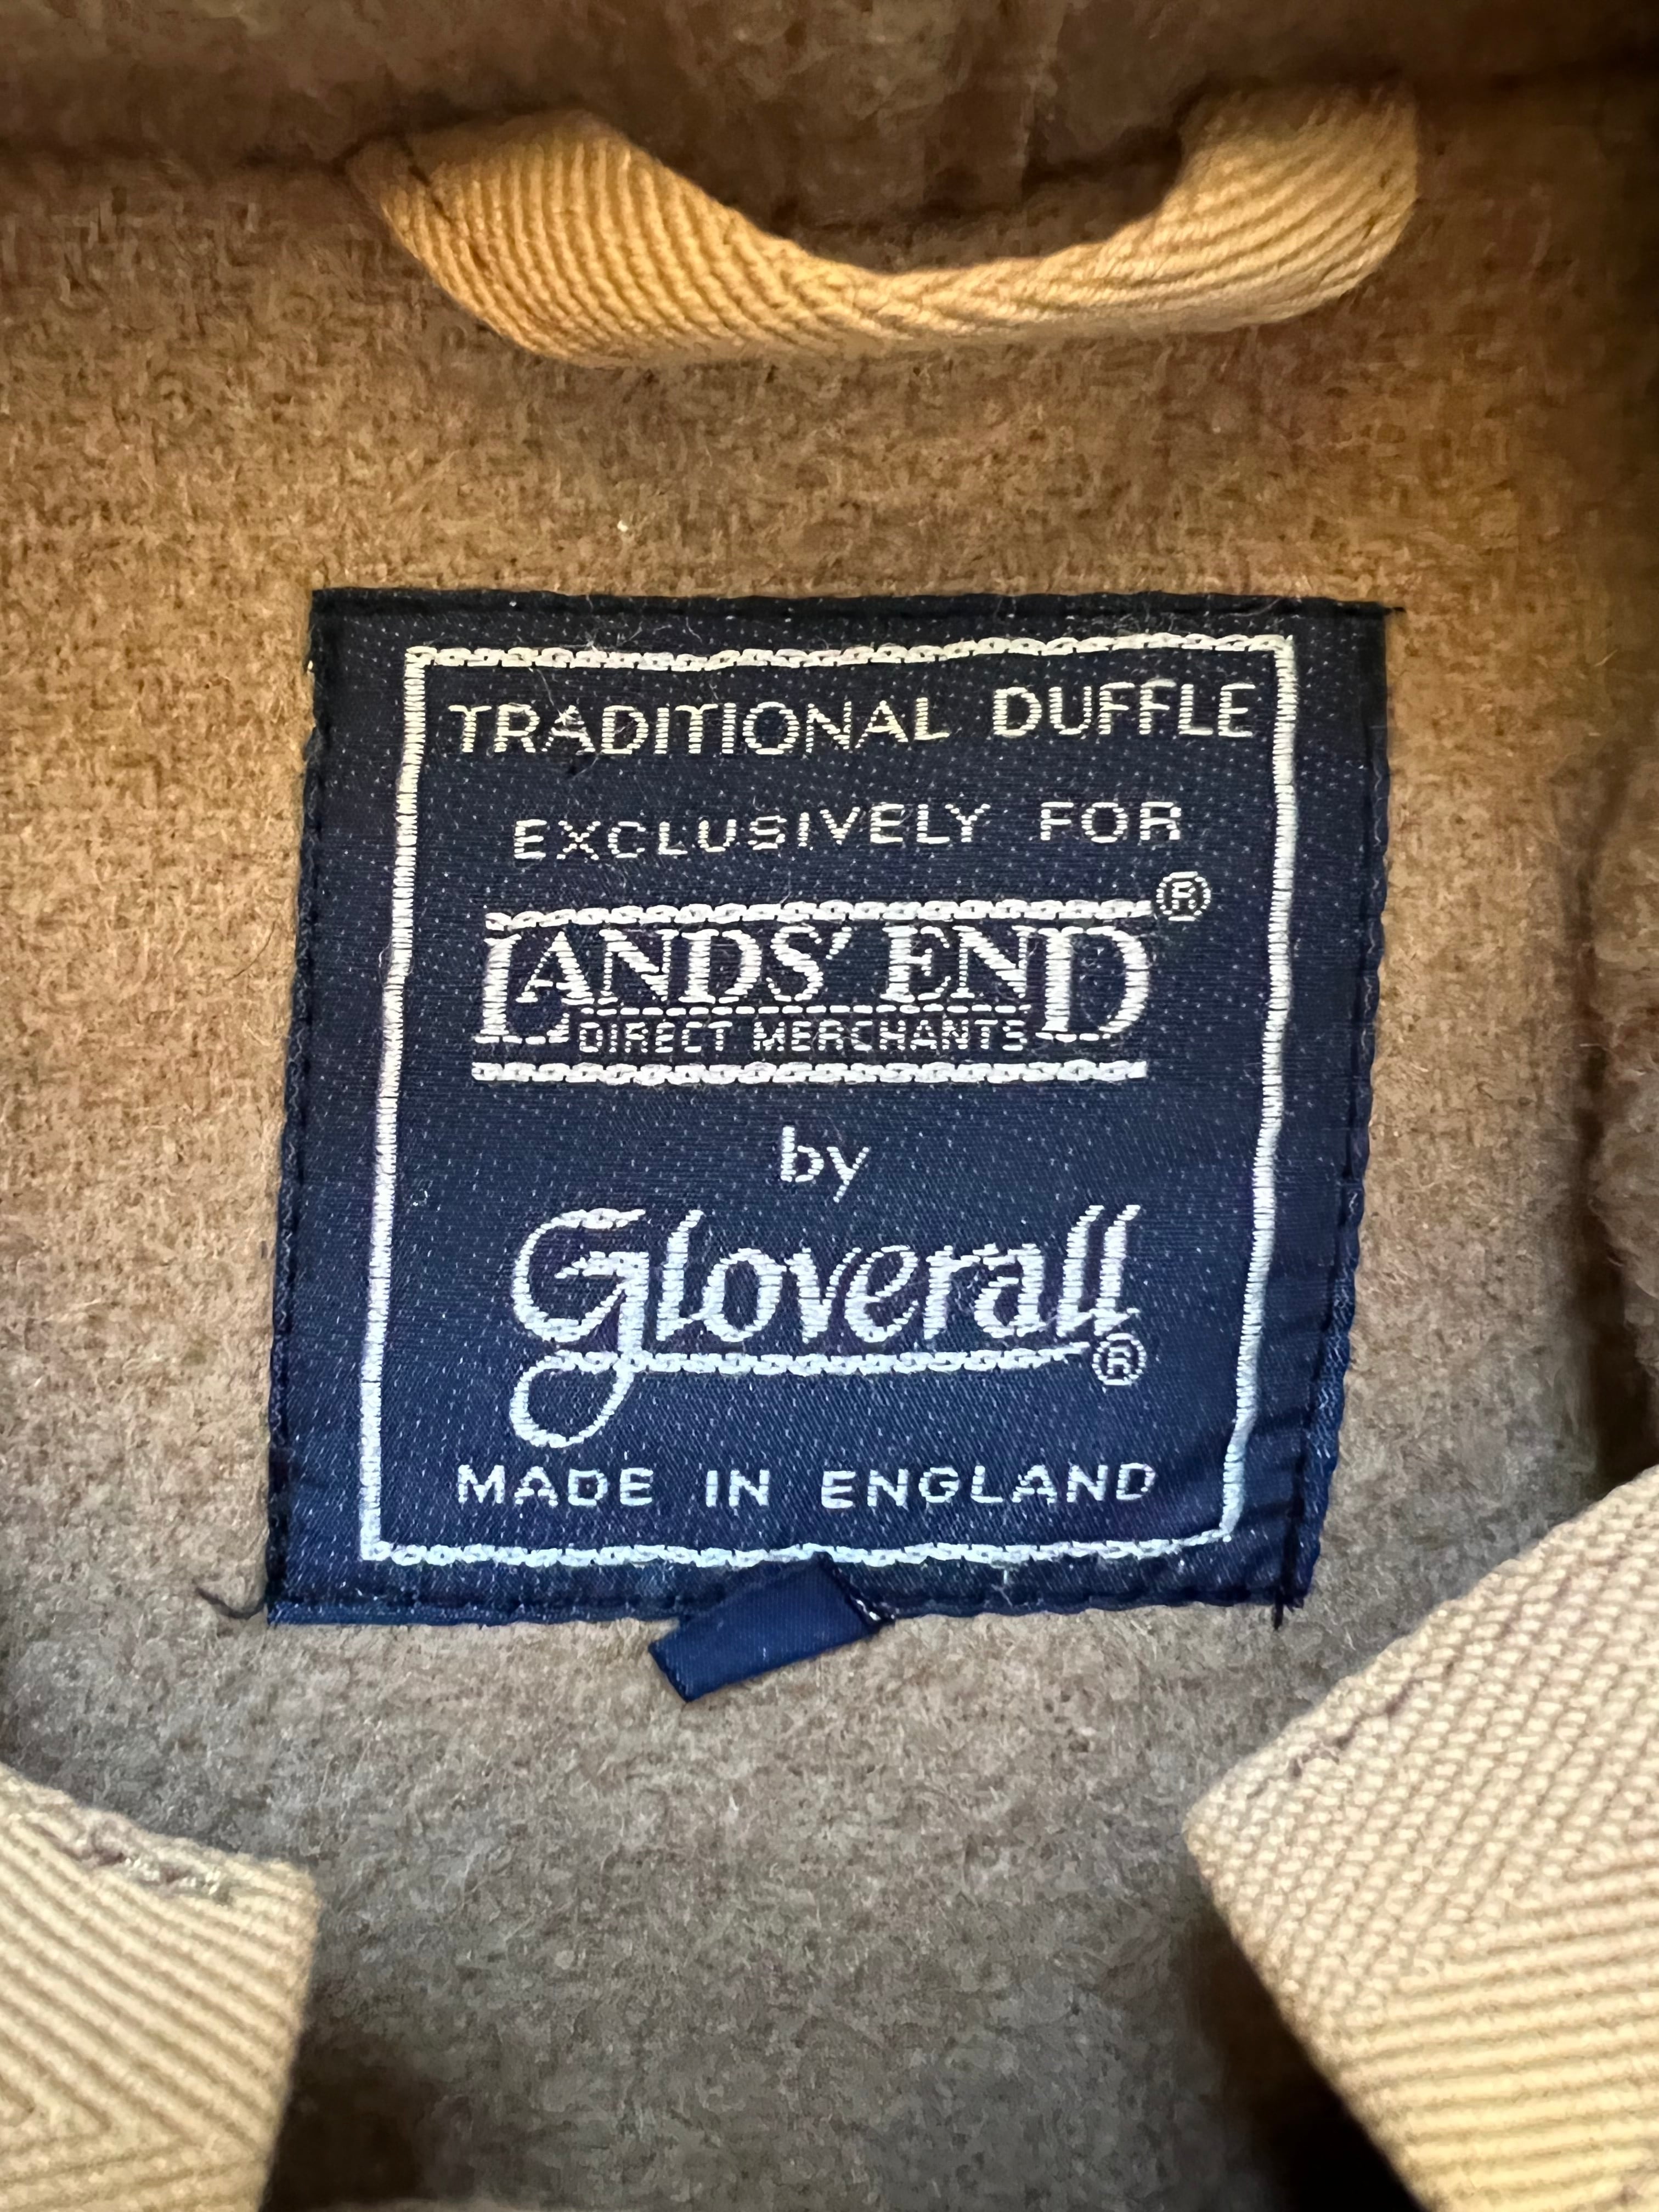 TRADITIONAL DUFFLE
EXCLUSIVELY FOR
LANDS' END®
DIRECT MERCHANTS
by
Gloverall®
MADE IN ENGLAND